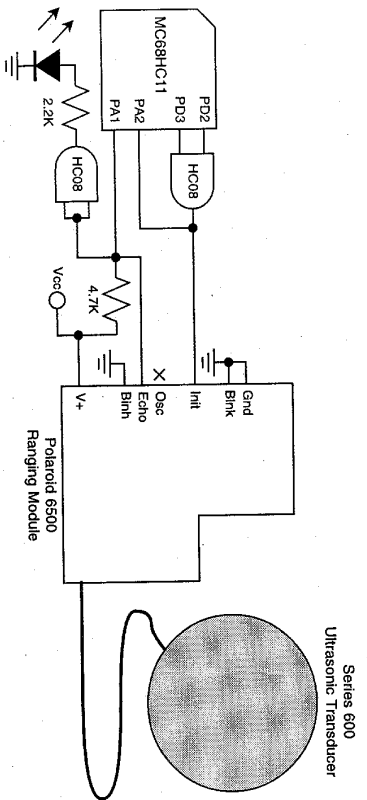 MC68HC11
PD2
PD3
PA2
PA1
HC08
HC08
2.2K
4.7K
Vcc
Gnd
Blnk
Init
Osc
Echo
Binh
V+
Polaroid 6500
Ranging Module
Series 600
Ultrasonic Transducer